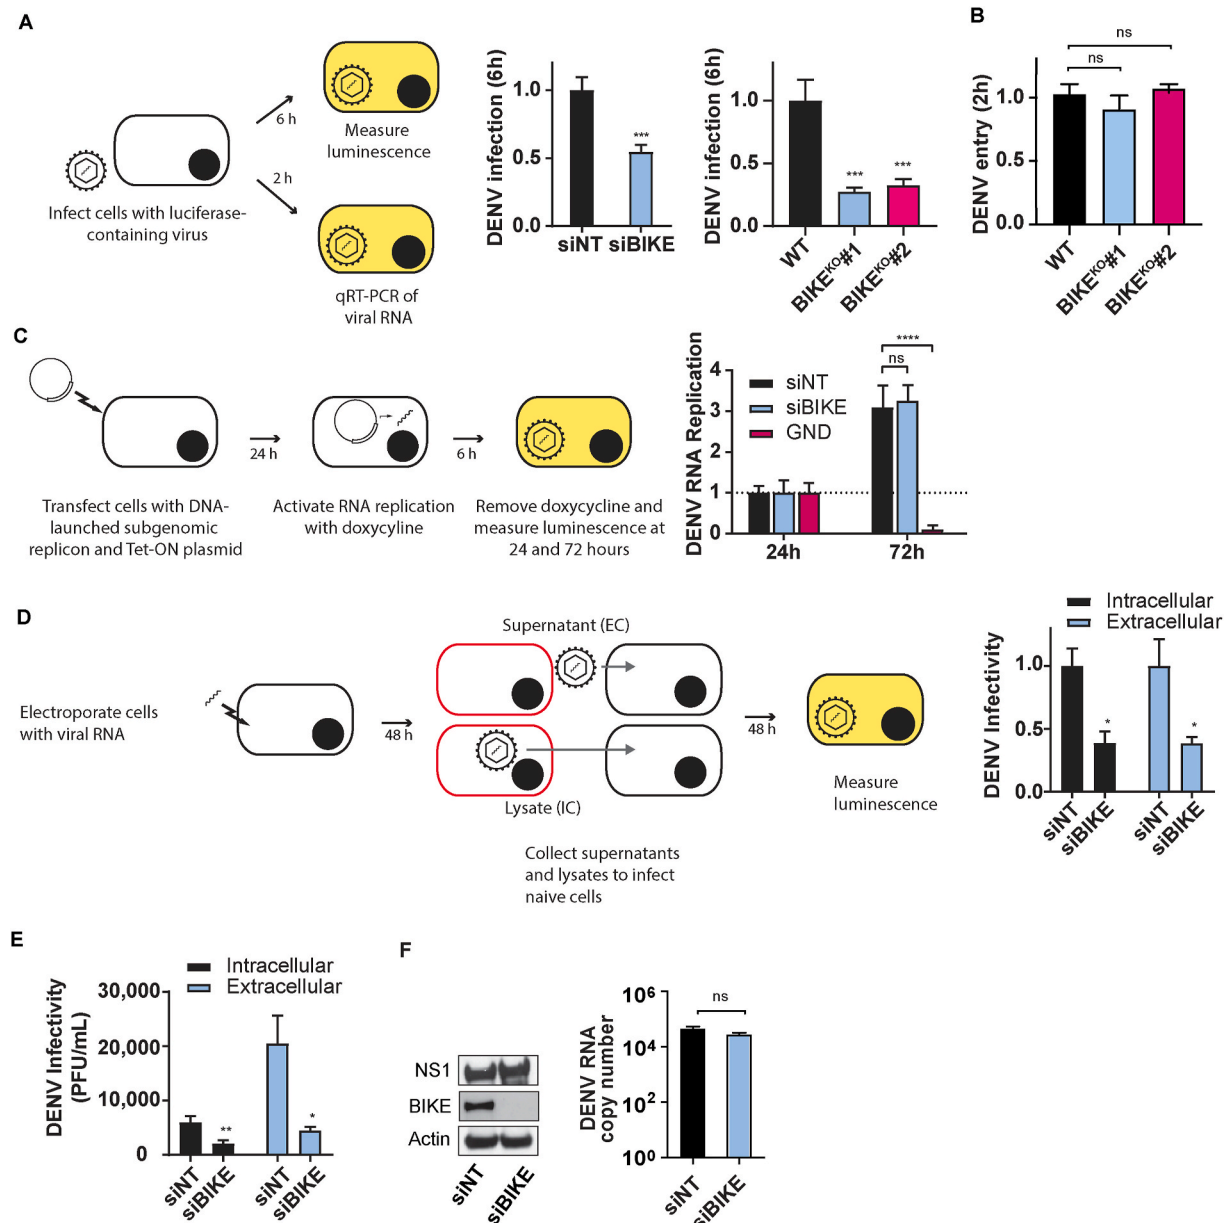 A
6 h
Measure
luminescence
2 h
Infect cells with luciferase-
containing virus
qRT-PCR of
viral RNA
DENV infection (6h)
1.0
0.5
0.0
***
siNT
siBIKE
DENV infection (6h)
1.0
0.5
0.0
***
***
WT
BIKEᴷᴼ#1
BIKEᴷᴼ#2
B
ns
ns
DENV entry (2h)
1.0
0.5
0.0
WT
BIKEᴷᴼ#1
BIKEᴷᴼ#2
C
24 h
6 h
Transfect cells with DNA-
launched subgenomic
replicon and Tet-ON plasmid
Activate RNA replication
with doxycyline
Remove doxycycline and
measure luminescence at
24 and 72 hours
DENV RNA Replication
4
3
2
1
0
siNT
siBIKE
GND
****
ns
24h
72h
D
Electroporate cells
with viral RNA
48 h
Supernatant (EC)
Lysate (IC)
Collect supernatants
and lysates to infect
naive cells
48 h
Measure
luminescence
Intracellular
Extracellular
DENV Infectivity
1.0
0.5
0.0
*
*
siNT
siBIKE
siNT
siBIKE
E
Intracellular
Extracellular
DENV Infectivity
(PFU/mL)
30,000
20,000
10,000
0
**
*
siNT
siBIKE
siNT
siBIKE
F
NS1
BIKE
Actin
siNT
siBIKE
DENV RNA
copy number
10⁶
10⁴
10²
10⁰
ns
siNT
siBIKE